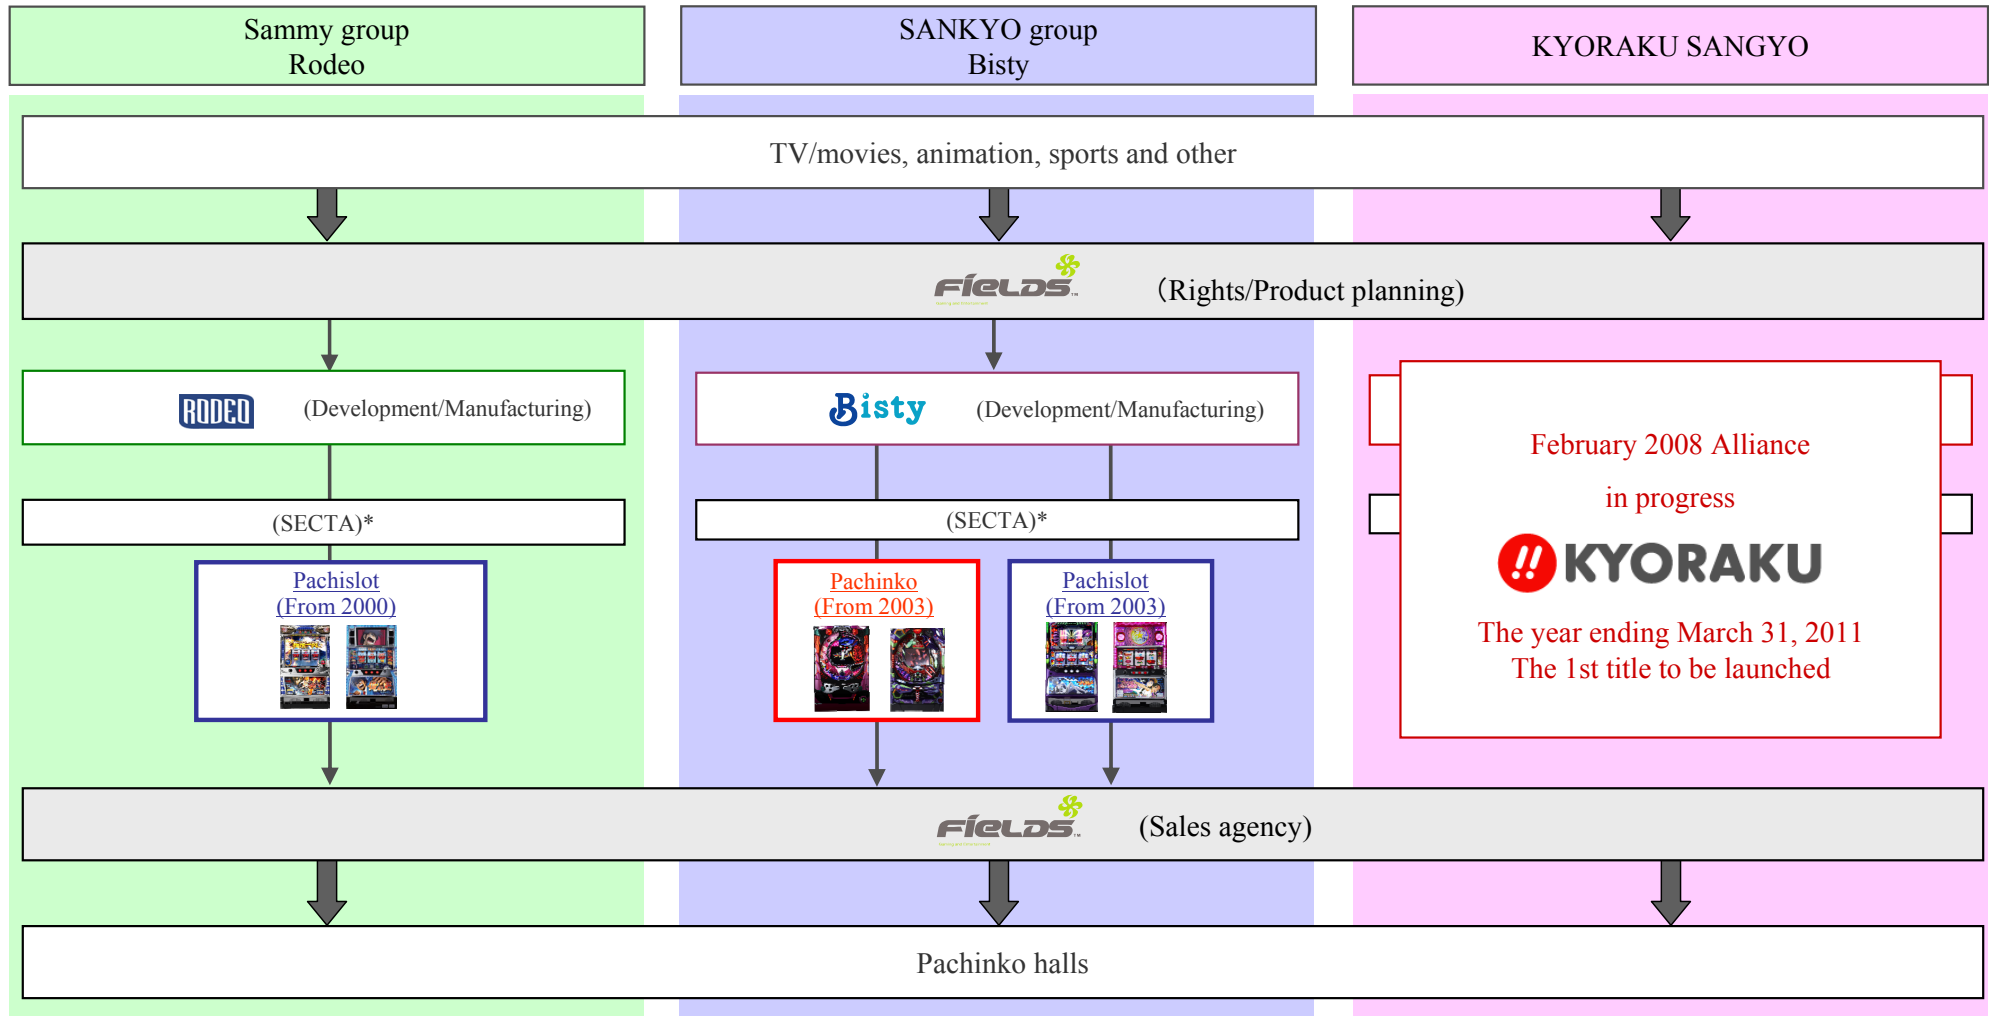 Sammy group
Rodeo
SANKYO group
Bisty
KYORAKU SANGYO
TV/movies, animation, sports and other
FIELDS™
（Rights/Product planning)
RODEO
(Development/Manufacturing)
Bisty
(Development/Manufacturing)
(SECTA)*
(SECTA)*
Pachislot
(From 2000)
Pachinko
(From 2003)
Pachislot
(From 2003)
February 2008 Alliance
in progress
!! KYORAKU
The year ending March 31, 2011
The 1st title to be launched
FIELDS™
(Sales agency)
Pachinko halls